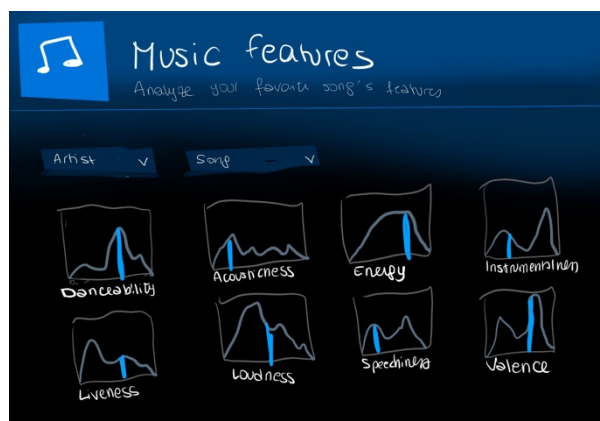 Music features
Analyze your favorite song's features
Artist
Song
Danceability
Acousticness
Energy
Instrumentalness
Liveness
Loudness
Speechiness
Valence